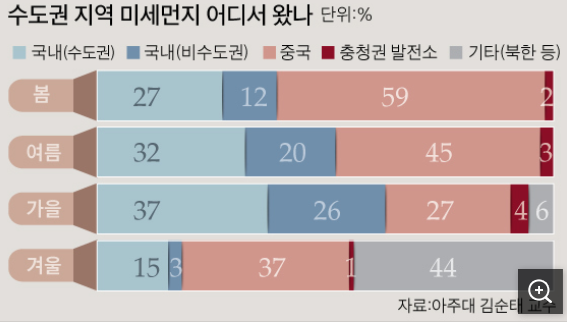 수도권 지역 미세먼지 어디서 왔나 단위:%
국내(수도권) 국내(비수도권) 중국 충청권 발전소 기타(북한 등)
봄 27 12 59 2
여름 32 20 45 3
가을 37 26 27 4 6
겨울 15 3 37 1 44
자료:아주대 김순태 교수